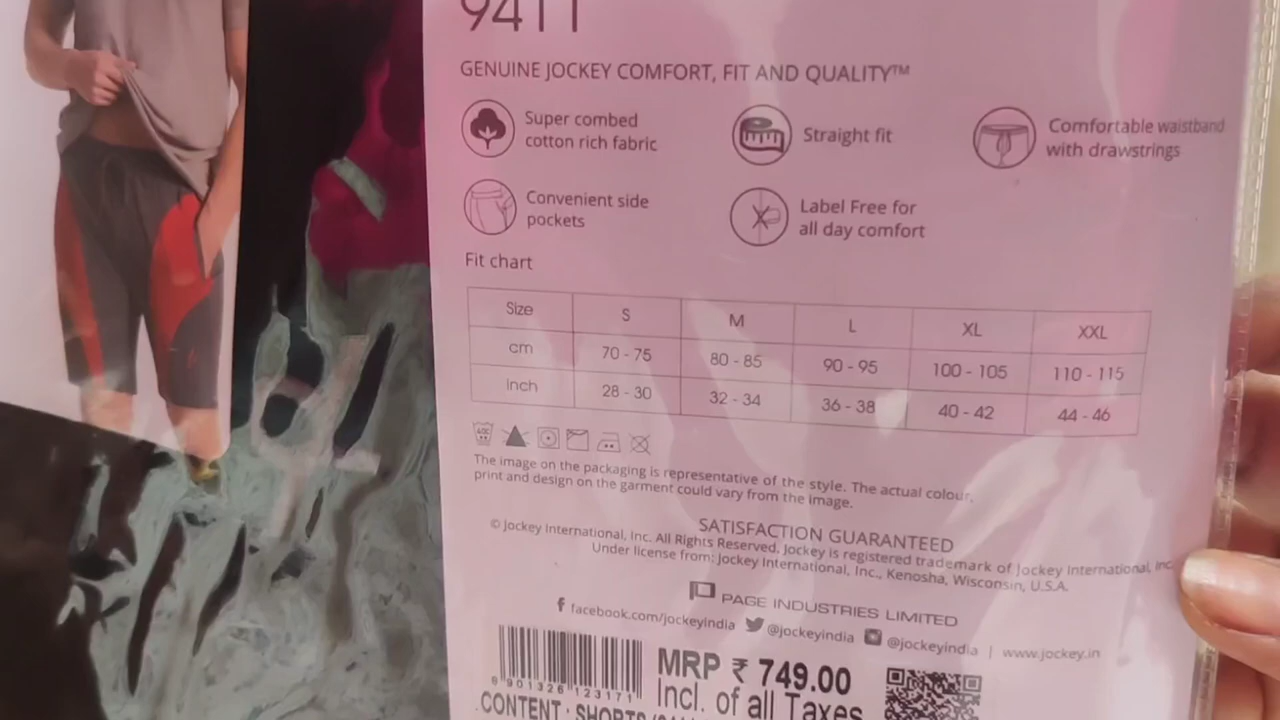 9411
GENUINE JOCKEY COMFORT, FIT AND QUALITY™
Super combed
cotton rich fabric
Straight fit
Comfortable waistband
with drawstrings
Convenient side
pockets
Label Free for
all day comfort
Fit chart
Size S M L XL XXL
cm 70 - 75 80 - 85 90 - 95 100 - 105 110 - 115
inch 28 - 30 32 - 34 36 - 38 40 - 42 44 - 46
The image on the packaging is representative of the style. The actual colour,
print and design on the garment could vary from the image.
SATISFACTION GUARANTEED
© Jockey International, Inc. All Rights Reserved. Jockey is registered trademark of Jockey International, Inc.
Under license from: Jockey International, Inc., Kenosha, Wisconsin, U.S.A.
PAGE INDUSTRIES LIMITED
facebook.com/jockeyindia @jockeyindia @jockeyindia | www.jockey.in
8 901326 123171
MRP ₹ 749.00
Incl. of all Taxes
CONTENT : SHORTS